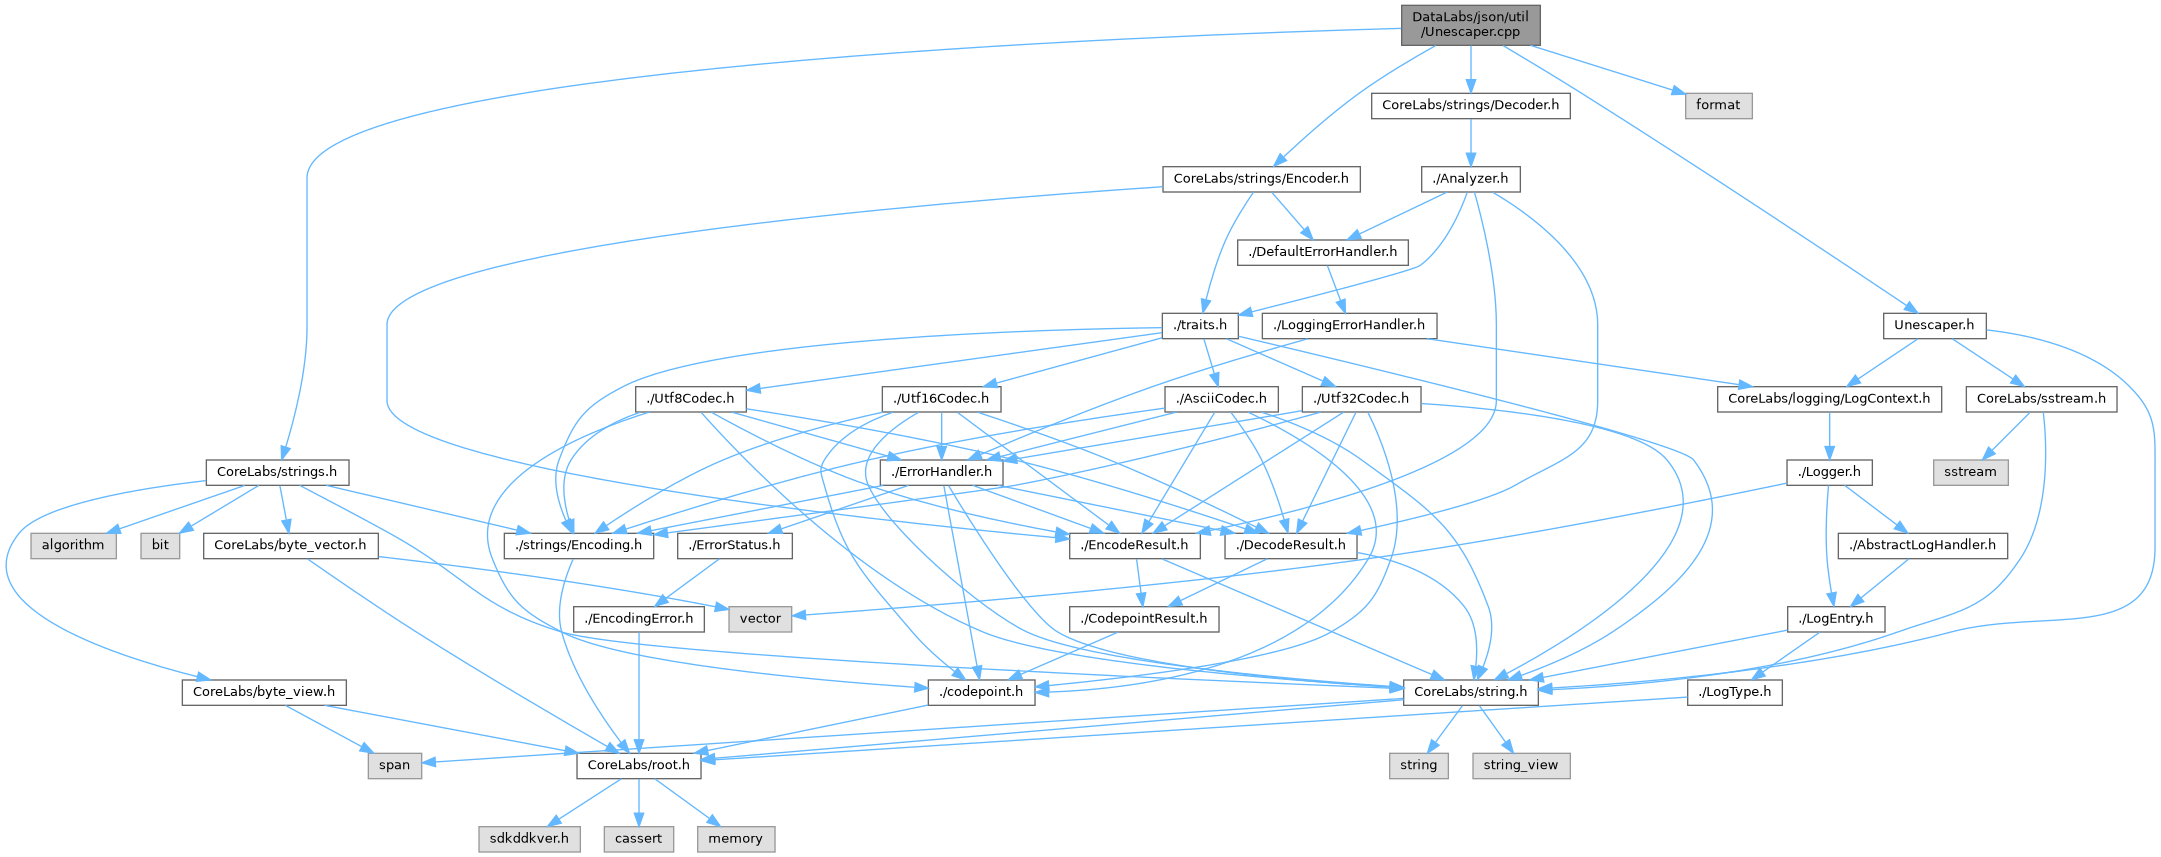 DataLabs/json/util
/Unescaper.cpp
CoreLabs/strings/Decoder.h
format
CoreLabs/strings/Encoder.h
./Analyzer.h
./DefaultErrorHandler.h
./traits.h
./LoggingErrorHandler.h
Unescaper.h
./Utf8Codec.h
./Utf16Codec.h
./AsciiCodec.h
./Utf32Codec.h
CoreLabs/logging/LogContext.h
CoreLabs/sstream.h
CoreLabs/strings.h
./ErrorHandler.h
./Logger.h
sstream
algorithm
bit
CoreLabs/byte_vector.h
./strings/Encoding.h
./ErrorStatus.h
./EncodeResult.h
./DecodeResult.h
./AbstractLogHandler.h
./EncodingError.h
vector
./CodepointResult.h
./LogEntry.h
CoreLabs/byte_view.h
./codepoint.h
CoreLabs/string.h
./LogType.h
span
CoreLabs/root.h
string
string_view
sdkddkver.h
cassert
memory